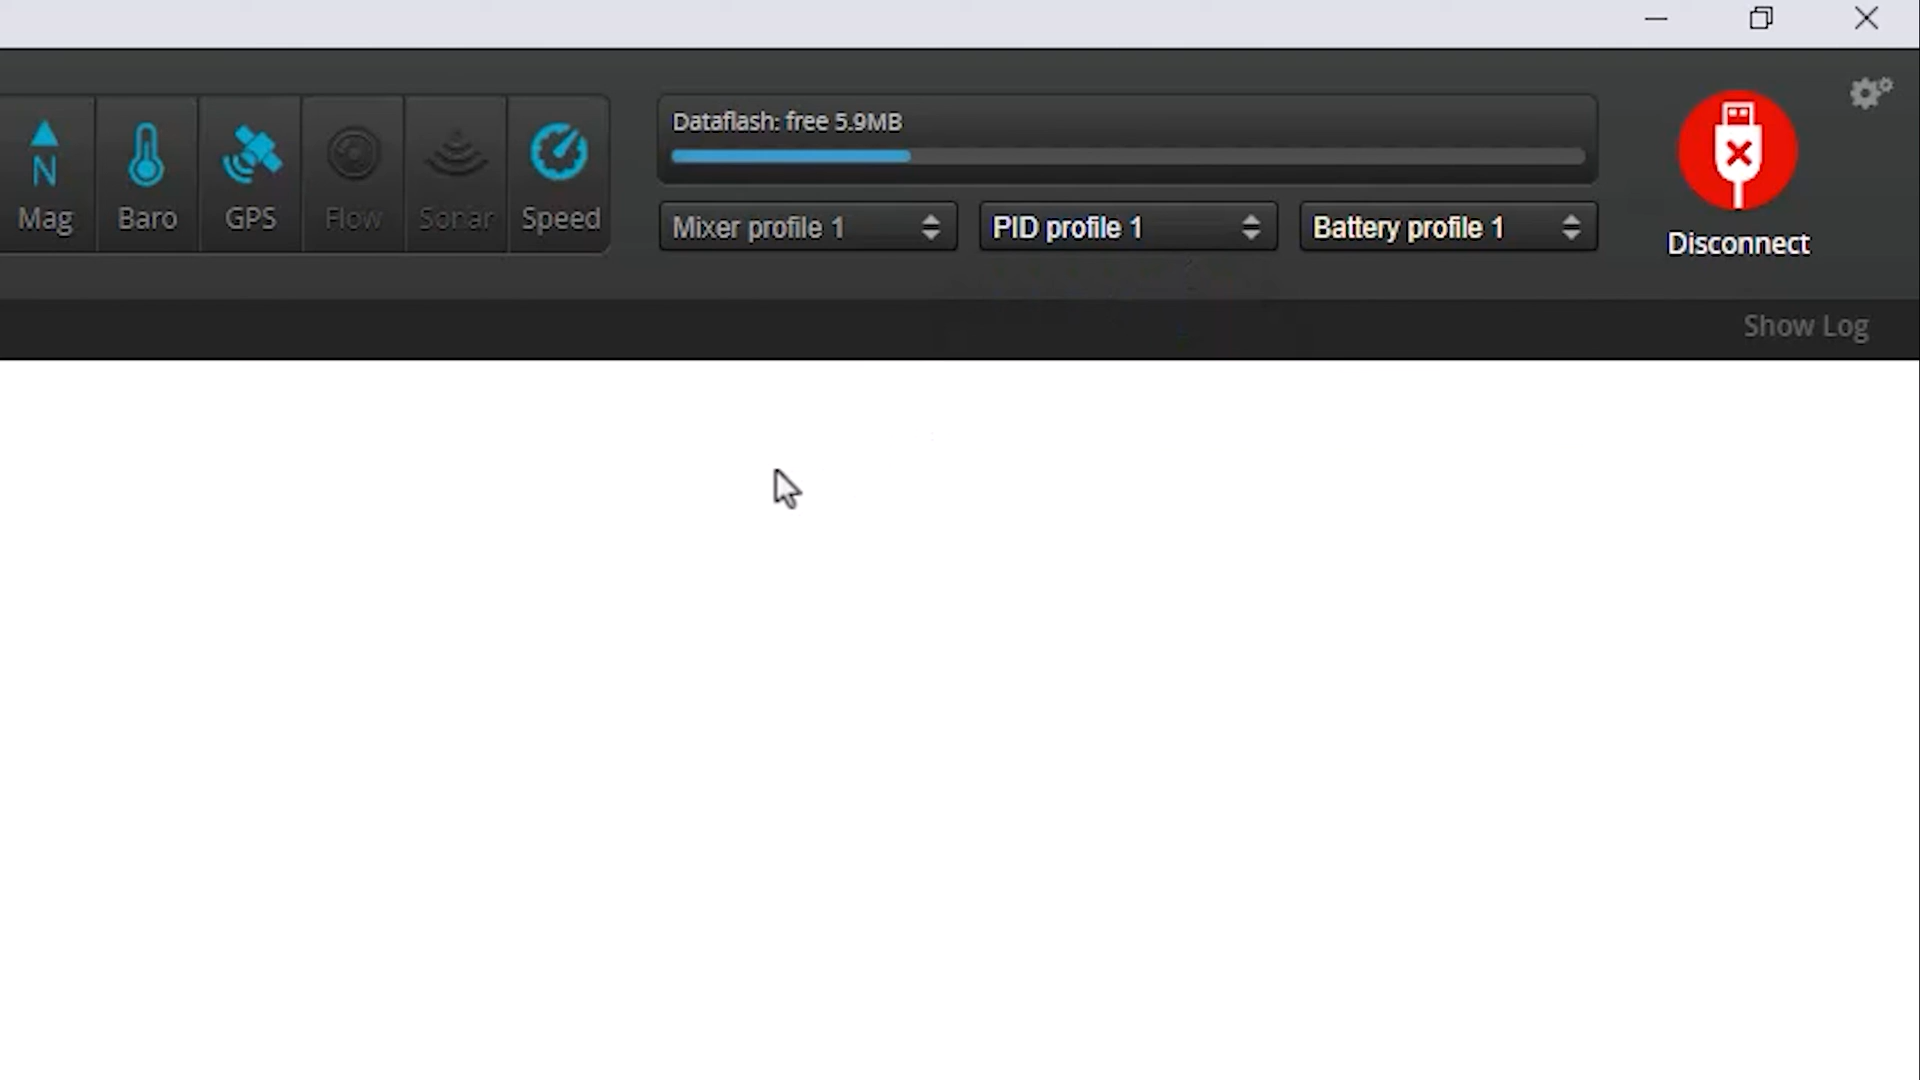 Dataflash: free 5.9MB
N
Mag
Baro
GPS
Flow
Sonar
Speed
Mixer profile 1
PID profile 1
Battery profile 1
Disconnect
Show Log